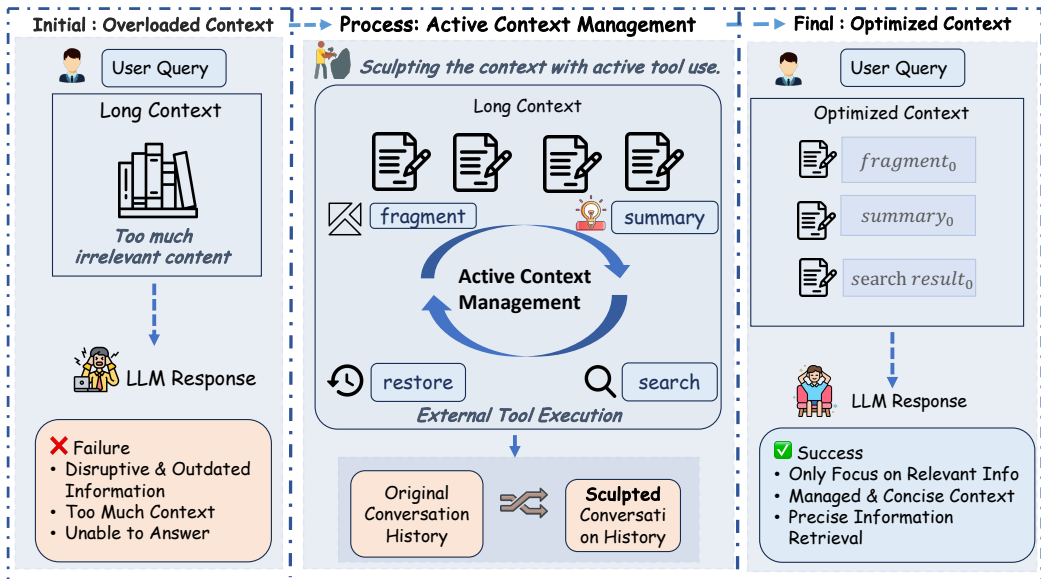 Initial : Overloaded Context
User Query
Long Context
Too much
irrelevant content
LLM Response
Failure
• Disruptive & Outdated
Information
• Too Much Context
• Unable to Answer
Process: Active Context Management
Sculpting the context with active tool use.
Long Context
fragment
summary
Active Context
Management
restore
search
External Tool Execution
Original
Conversation
History
Sculpted
Conversati
on History
Final : Optimized Context
User Query
Optimized Context
fragment₀
summary₀
search result₀
LLM Response
Success
• Only Focus on Relevant Info
• Managed & Concise Context
• Precise Information
Retrieval